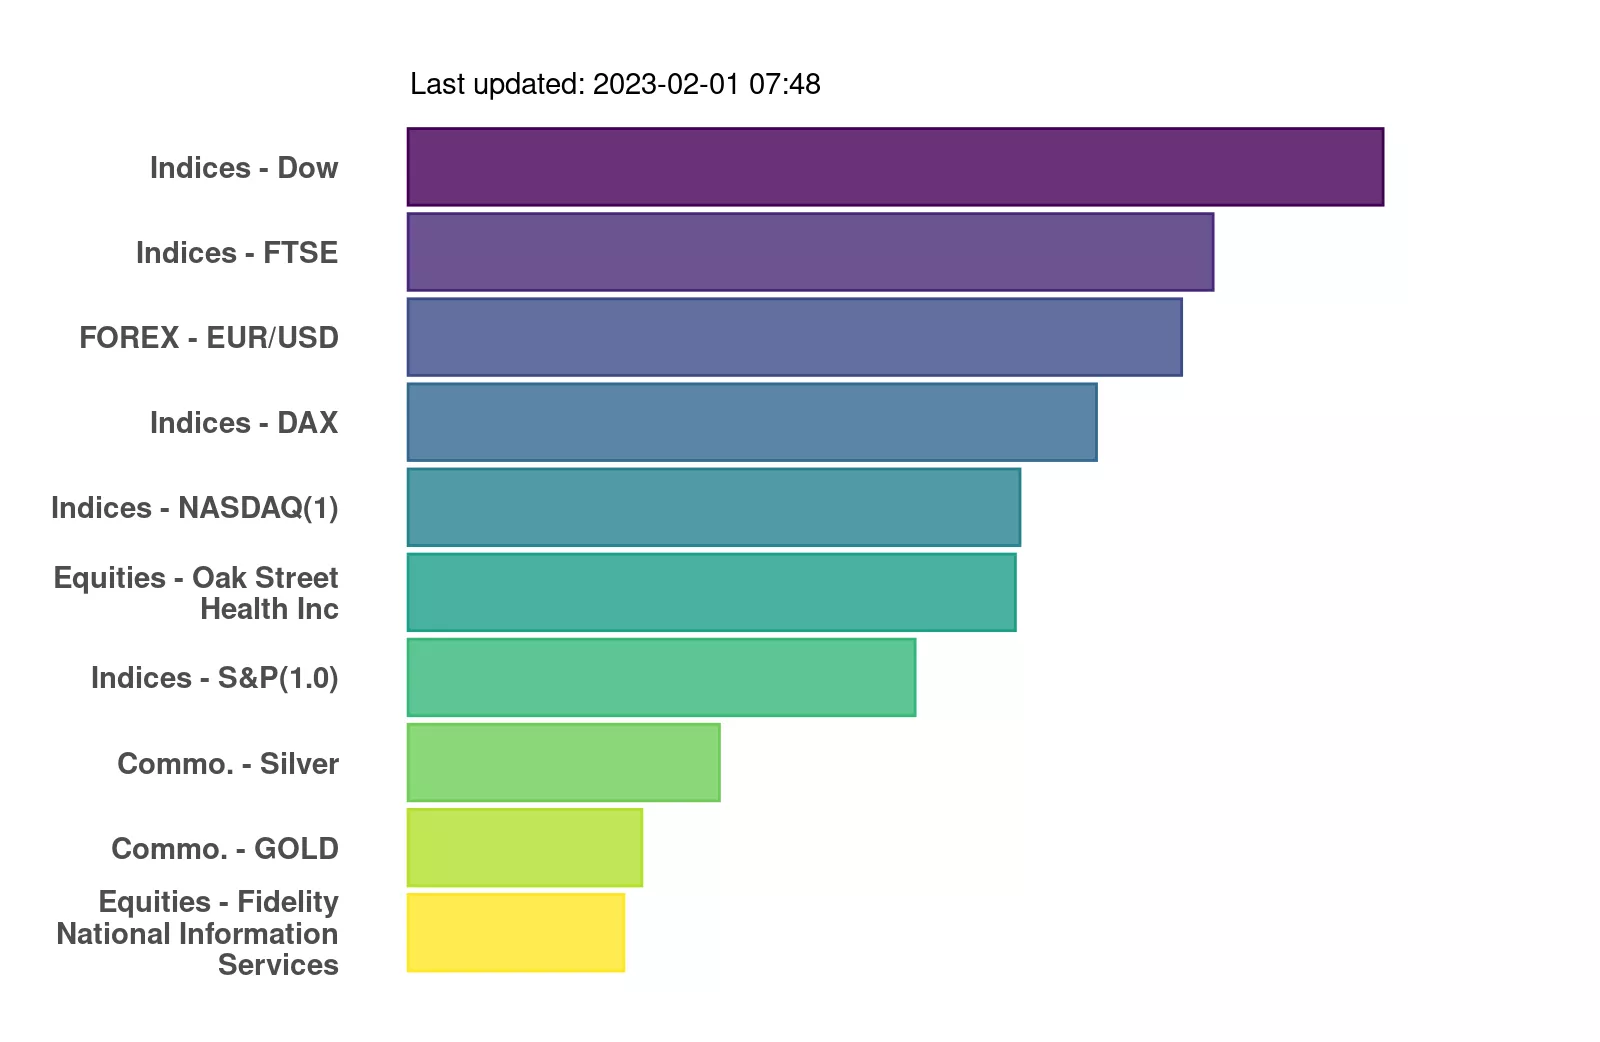 Last updated: 2023-02-01 07:48
Indices - Dow
Indices - FTSE
FOREX - EUR/USD
Indices - DAX
Indices - NASDAQ(1)
Equities - Oak Street
Health Inc
Indices - S&P(1.0)
Commo. - Silver
Commo. - GOLD
Equities - Fidelity
National Information
Services